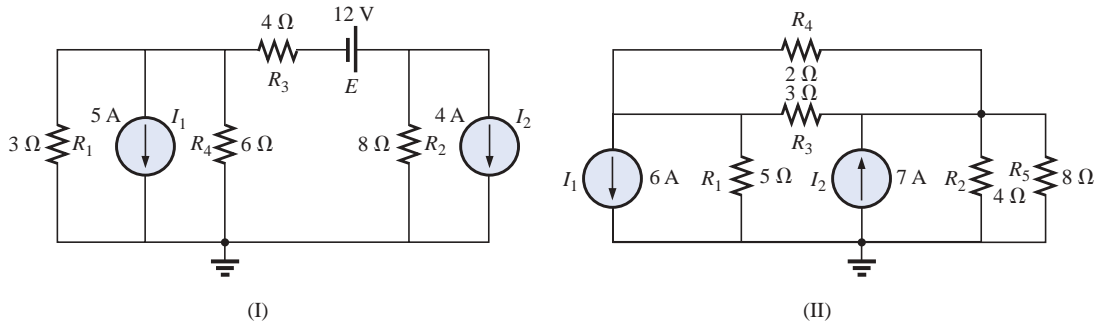 4 Ω 12 V
R3 E
3 Ω R1 5 A I1 R4 6 Ω 8 Ω R2 4 A I2
(I)
R4
2 Ω
3 Ω
R3
I1 6 A R1 5 Ω I2 7 A R2 4 Ω R5 8 Ω
(II)